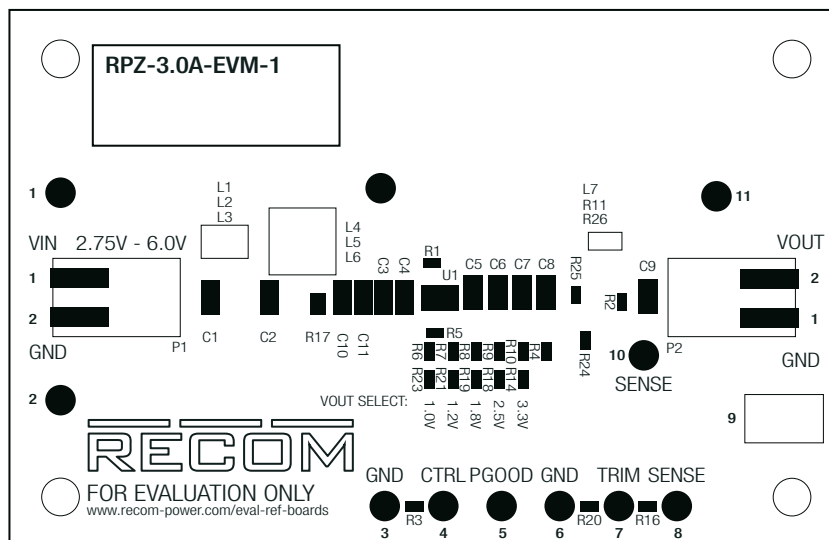 RPZ-3.0A-EVM-1
1
11
L1
L2
L3
L4
L5
L6
L7
R11
R26
VIN 2.75V - 6.0V
VOUT
1
2
GND
P1
C1
C2
R17
C10
C11
C3
C4
R1
U1
C5
C6
C7
C8
R5
R25
R2
C9
2
1
P2
GND
R6
R7
R8
R9
R10
R4
R24
10
SENSE
R23
R21
R19
R18
R14
2
VOUT SELECT:
1.0V
1.2V
1.8V
2.5V
3.3V
9
RECOM
FOR EVALUATION ONLY
www.recom-power.com/eval-ref-boards
GND CTRL PGOOD GND TRIM SENSE
R3
R20
R16
3 4 5 6 7 8